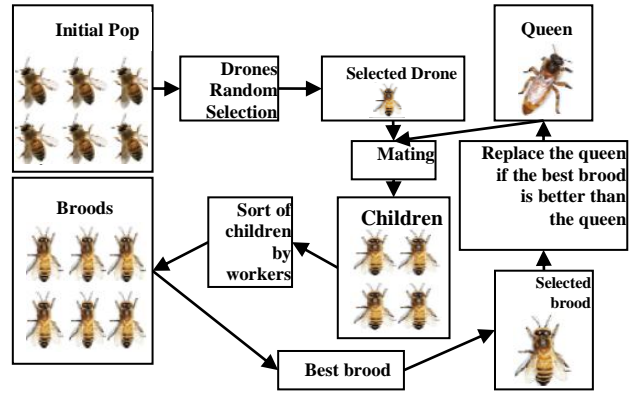 Initial Pop
Drones
Random
Selection
Selected Drone
Queen
Mating
Replace the queen
if the best brood
is better than
the queen
Broods
Sort of
children
by
workers
Children
Selected
brood
Best brood